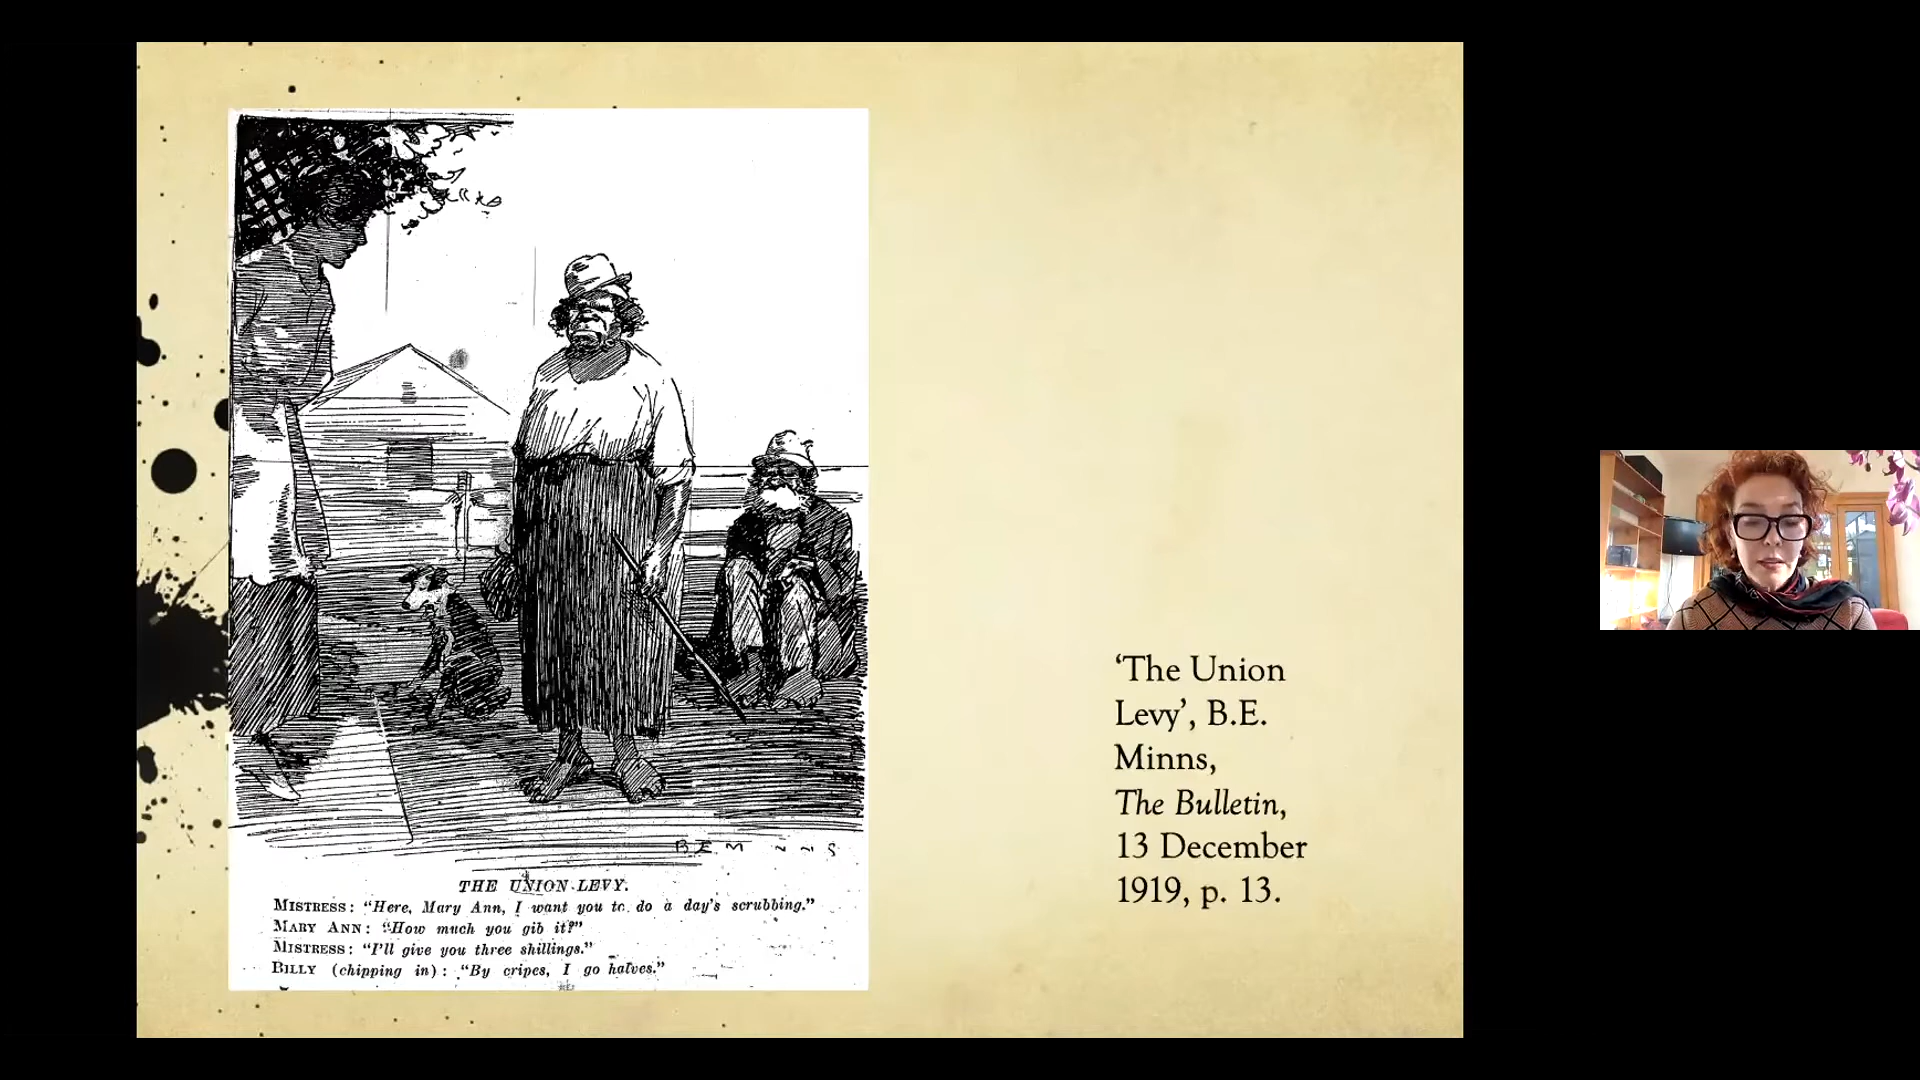 B E M N N S
THE UNION LEVY.
MISTRESS: "Here, Mary Ann, I want you to do a day's scrubbing."
MARY ANN: "How much you gib it?"
MISTRESS: "I'll give you three shillings."
BILLY (chipping in): "By cripes, I go halves."
‘The Union
Levy’, B.E.
Minns,
The Bulletin,
13 December
1919, p. 13.